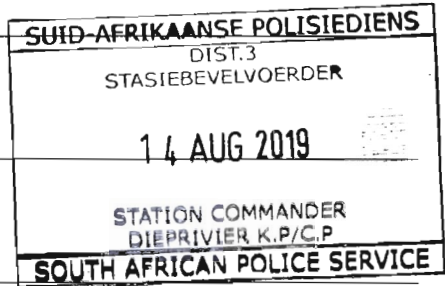 SUID-AFRIKAANSE POLISIEDIENS
DIST.3
STASIEBEVELVOERDER
14 AUG 2019
STATION COMMANDER
DIEPRIVIER K.P/C.P
SOUTH AFRICAN POLICE SERVICE